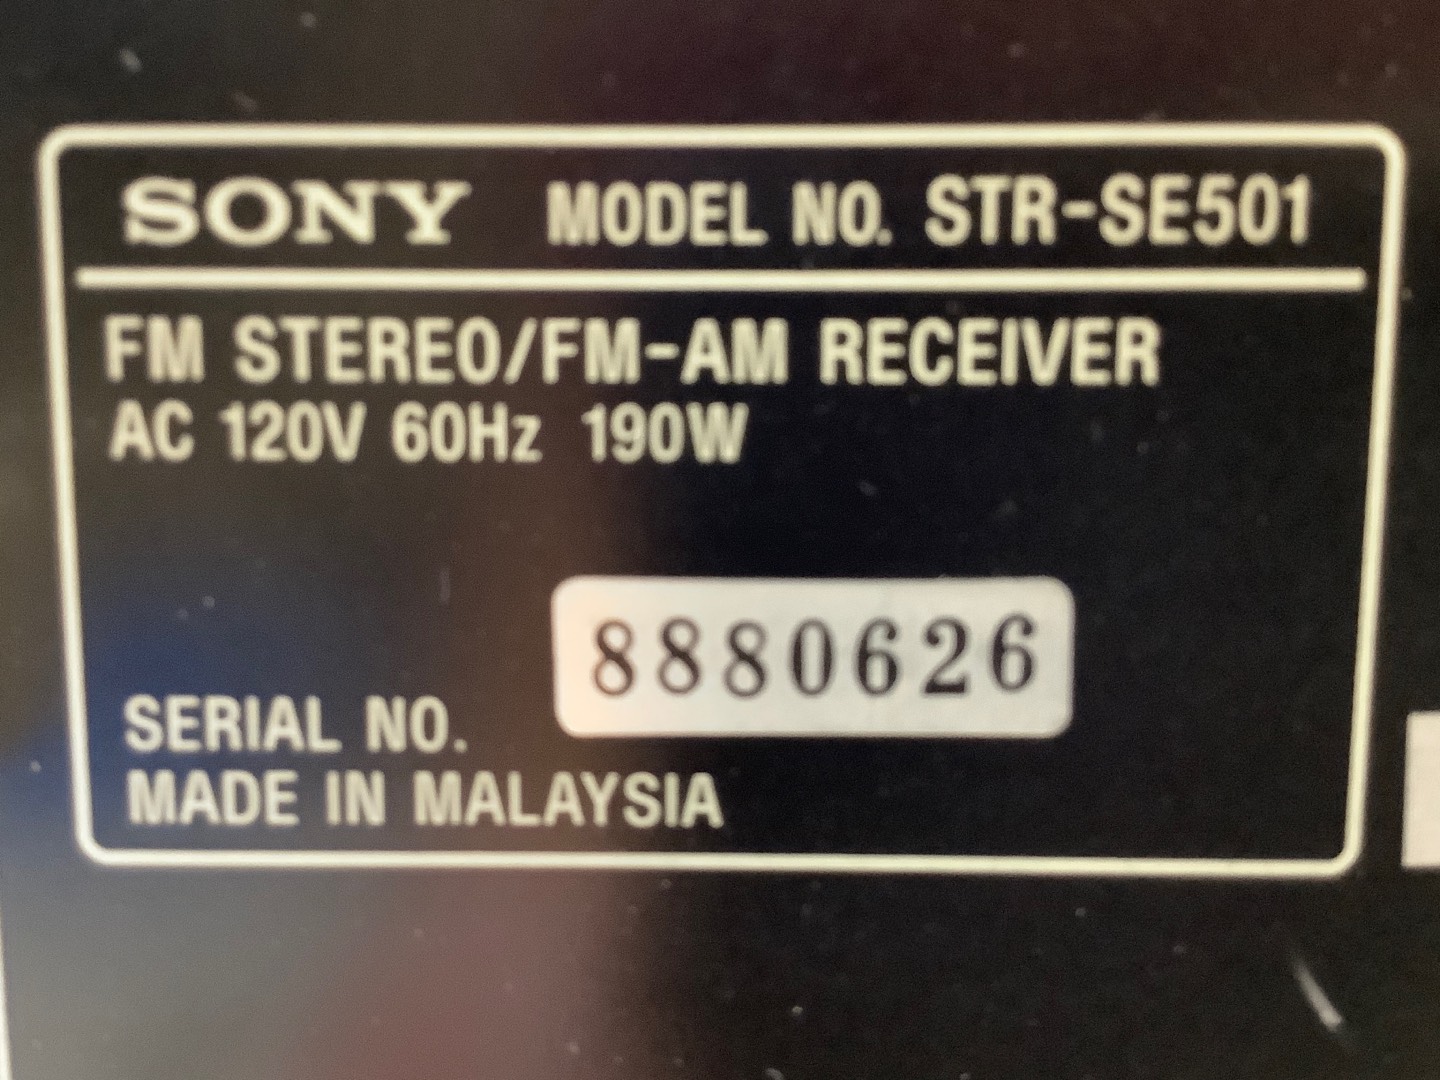 SONY MODEL NO. STR-SE501
FM STEREO/FM-AM RECEIVER
AC 120V 60Hz 190W
8880626
SERIAL NO.
MADE IN MALAYSIA